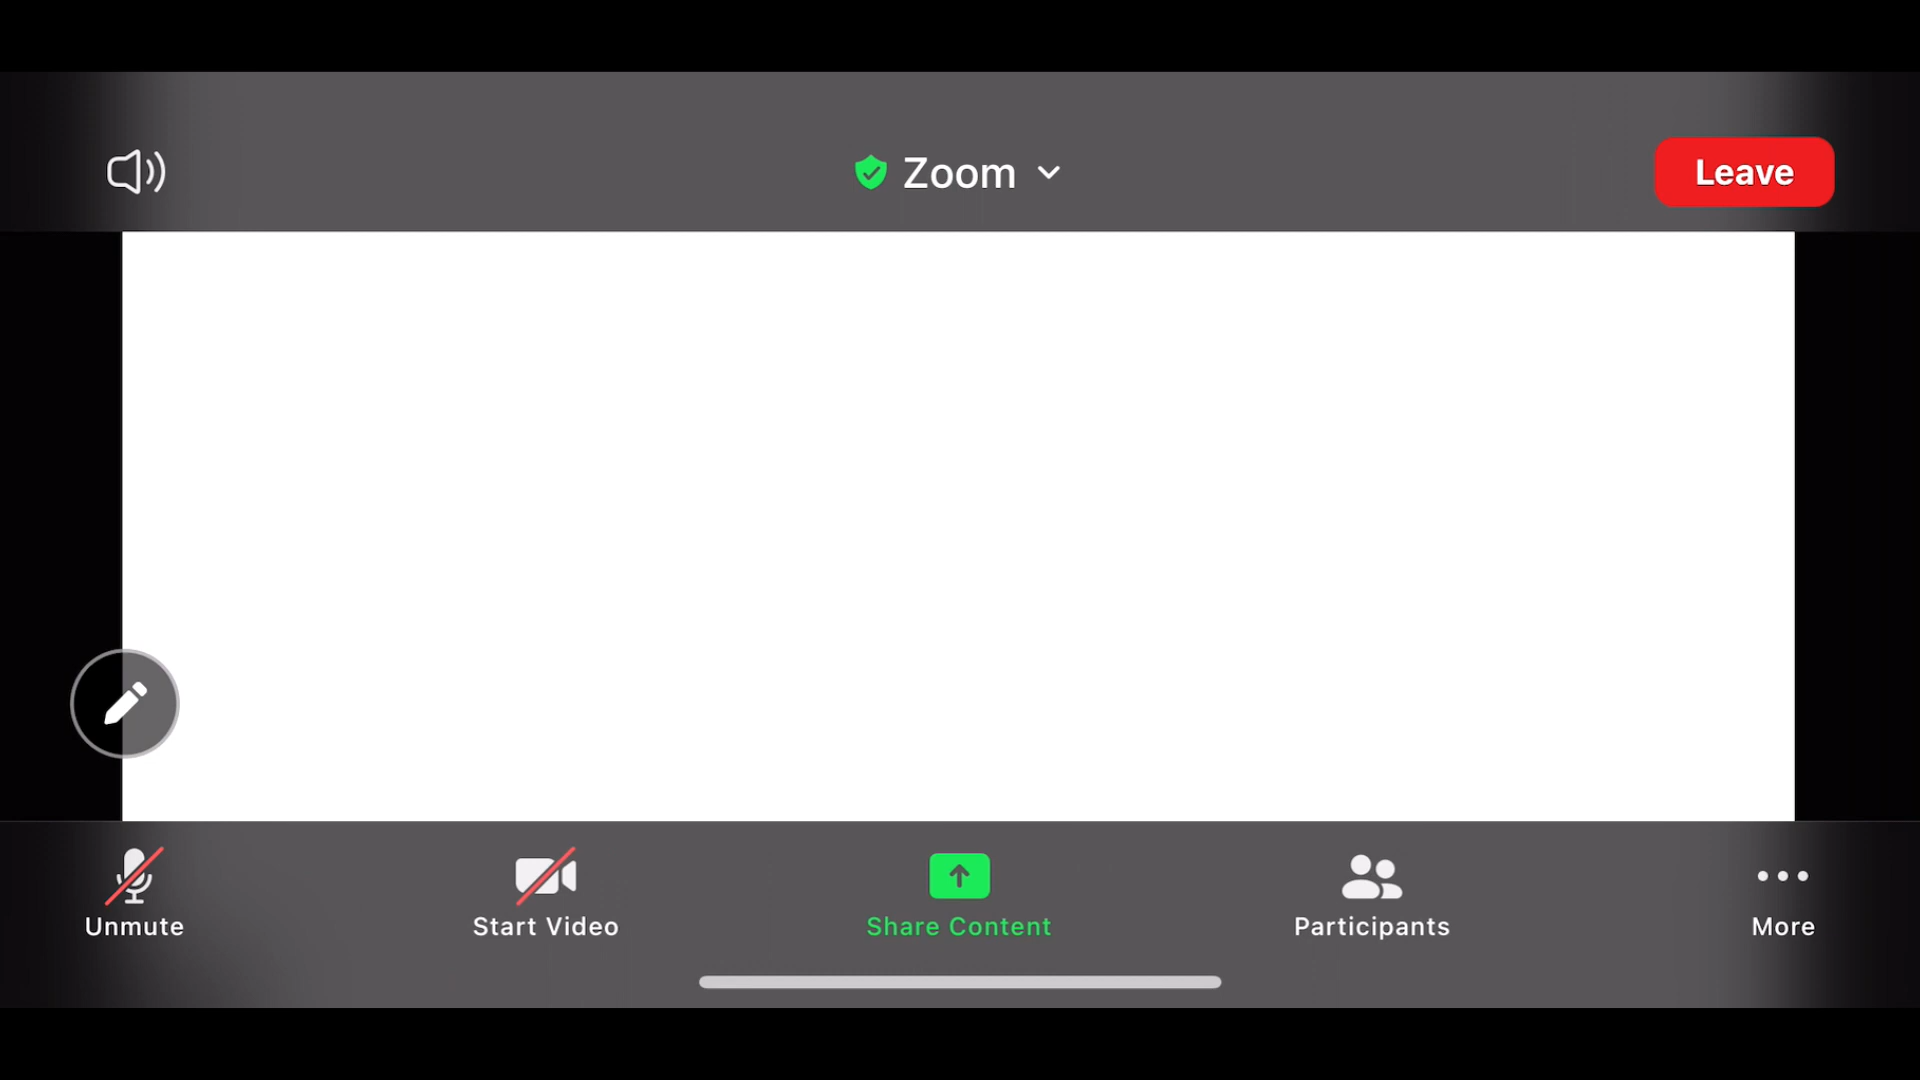 Zoom
Leave
Unmute
Start Video
Share Content
Participants
More